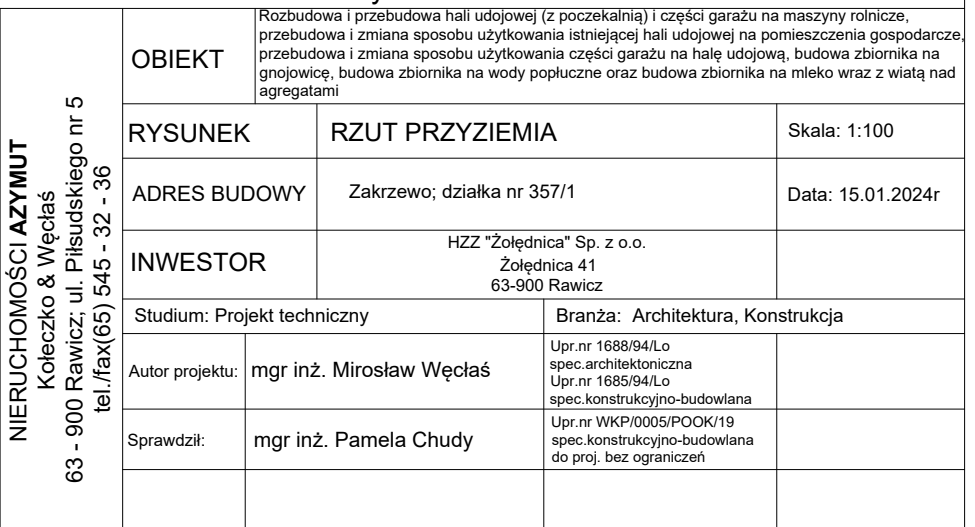 NIERUCHOMOŚCI AZYMUT
Kołeczko & Węcłaś
63 - 900 Rawicz; ul. Piłsudskiego nr 5
tel./fax(65) 545 - 32 - 36
OBIEKT
Rozbudowa i przebudowa hali udojowej (z poczekalnią) i części garażu na maszyny rolnicze,
przebudowa i zmiana sposobu użytkowania istniejącej hali udojowej na pomieszczenia gospodarcze,
przebudowa i zmiana sposobu użytkowania części garażu na halę udojową, budowa zbiornika na
gnojowicę, budowa zbiornika na wody popłuczne oraz budowa zbiornika na mleko wraz z wiatą nad
agregatami
RYSUNEK
RZUT PRZYZIEMIA
Skala: 1:100
ADRES BUDOWY
Zakrzewo; działka nr 357/1
Data: 15.01.2024r
INWESTOR
HZZ "Żołędnica" Sp. z o.o.
Żołędnica 41
63-900 Rawicz
Studium: Projekt techniczny
Branża: Architektura, Konstrukcja
Autor projektu:
mgr inż. Mirosław Węcłaś
Upr.nr 1688/94/Lo
spec.architektoniczna
Upr.nr 1685/94/Lo
spec.konstrukcyjno-budowlana
Sprawdził:
mgr inż. Pamela Chudy
Upr.nr WKP/0005/POOK/19
spec.konstrukcyjno-budowlana
do proj. bez ograniczeń